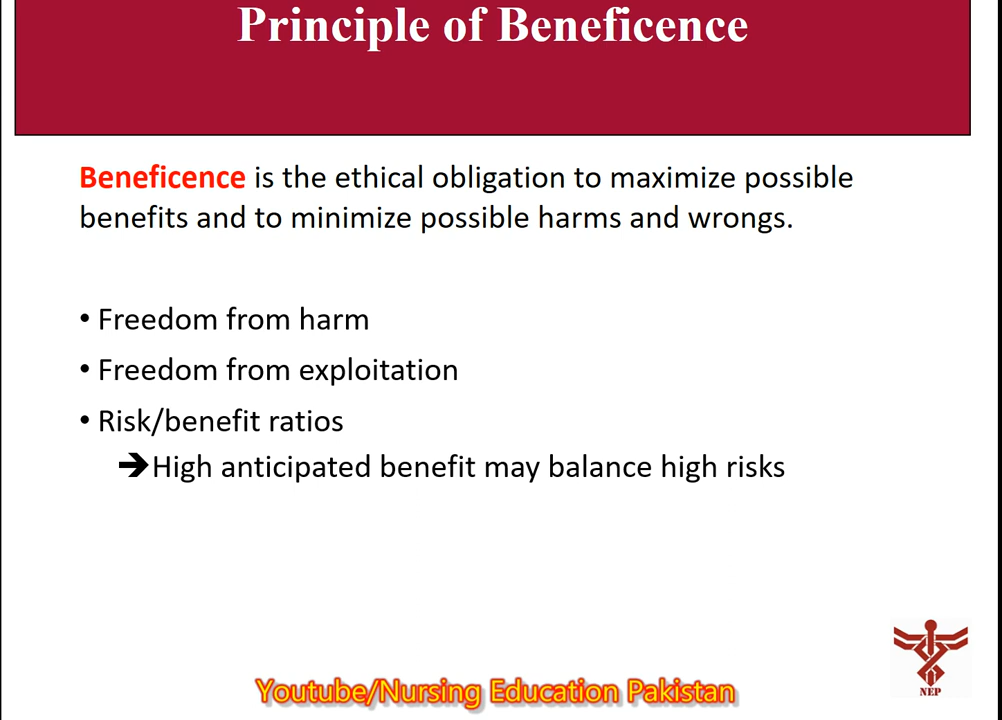 Principle of Beneficence
Beneficence is the ethical obligation to maximize possible
benefits and to minimize possible harms and wrongs.
• Freedom from harm
• Freedom from exploitation
• Risk/benefit ratios
➔High anticipated benefit may balance high risks
NEP
Youtube/Nursing Education Pakistan